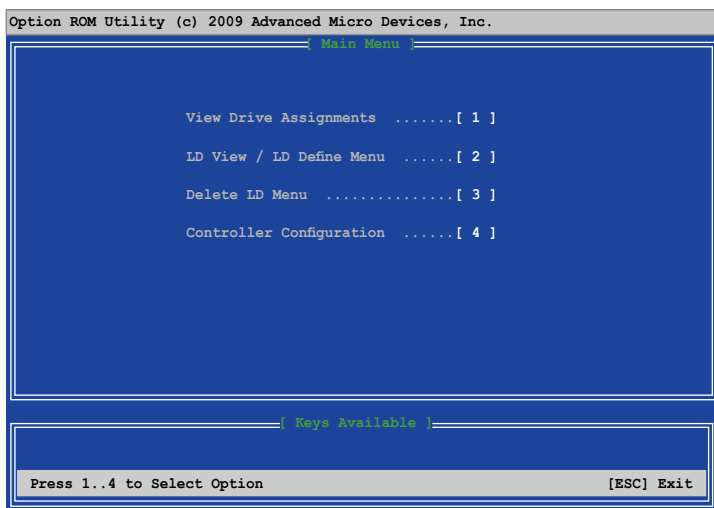 Option ROM Utility (c) 2009 Advanced Micro Devices, Inc.
[ Main Menu ]
View Drive Assignments .......[ 1 ]
LD View / LD Define Menu ......[ 2 ]
Delete LD Menu ...............[ 3 ]
Controller Configuration ......[ 4 ]
[ Keys Available ]
Press 1..4 to Select Option [ESC] Exit